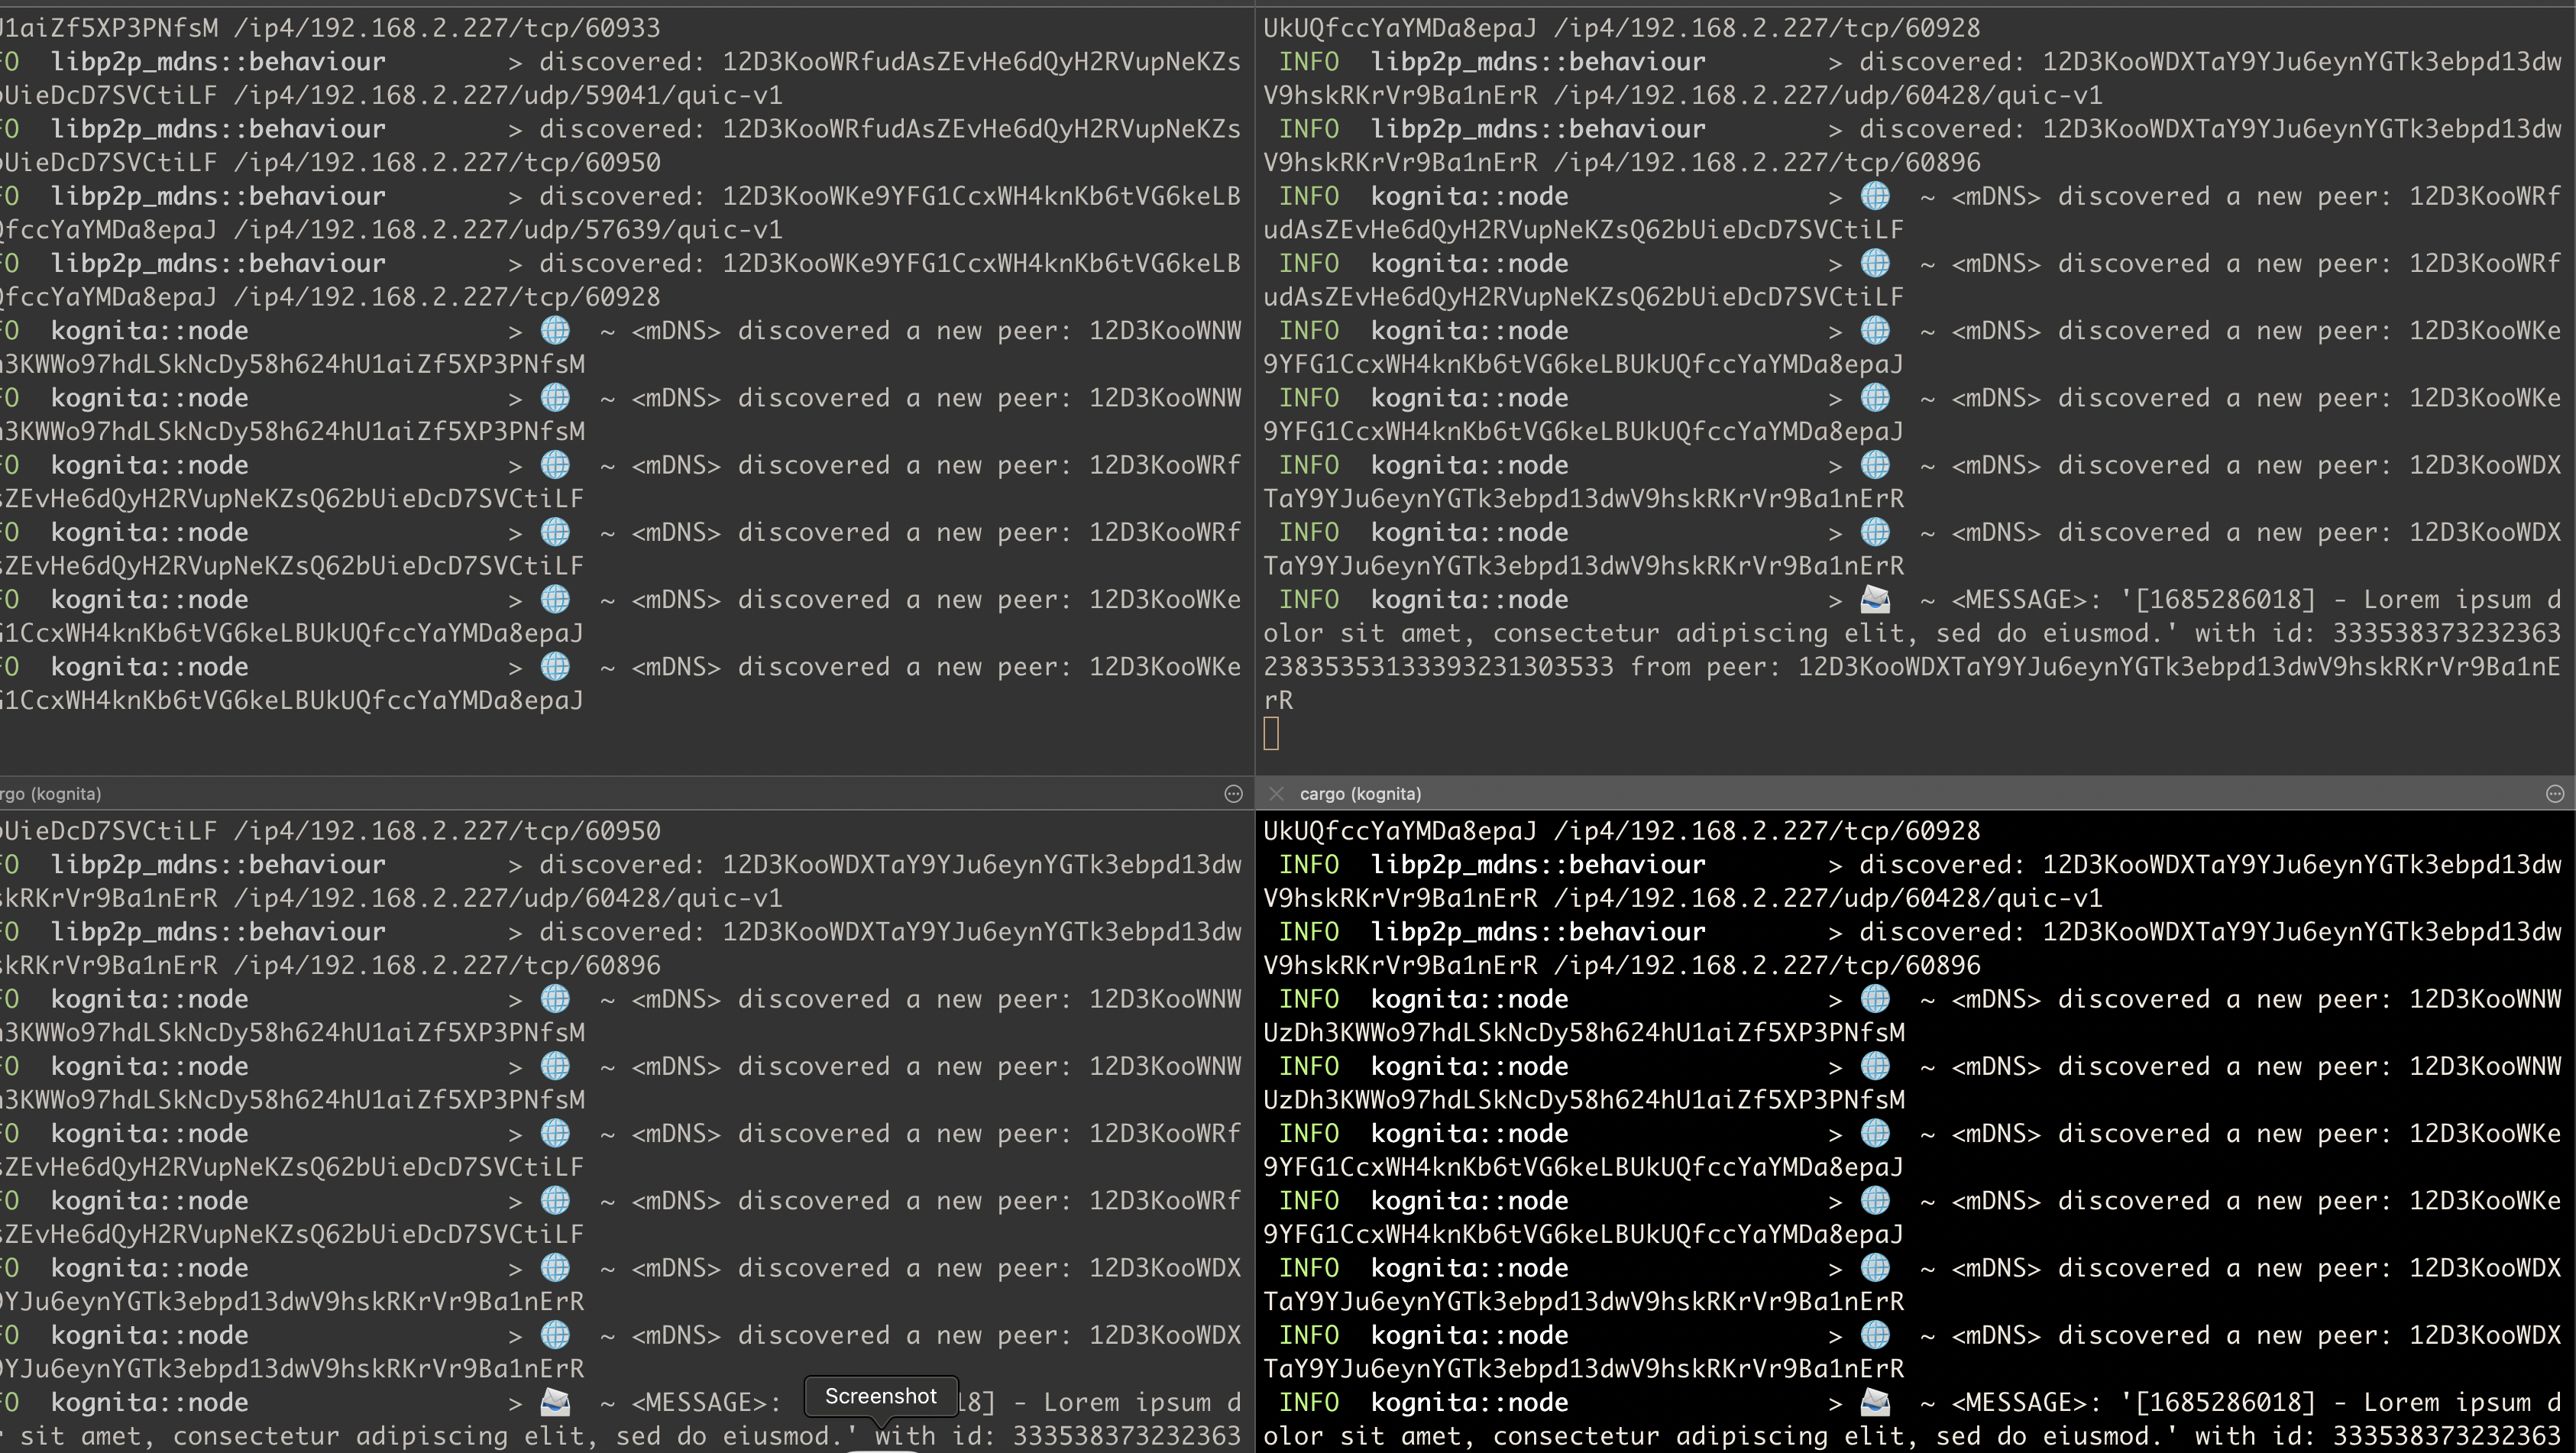 J1aiZf5XP3PNfsM /ip4/192.168.2.227/tcp/60933
FO libp2p_mdns::behaviour > discovered: 12D3KooWRfudAsZEvHe6dQyH2RVupNeKZs
UieDcD7SVCtiLF /ip4/192.168.2.227/udp/59041/quic-v1
FO libp2p_mdns::behaviour > discovered: 12D3KooWRfudAsZEvHe6dQyH2RVupNeKZs
UieDcD7SVCtiLF /ip4/192.168.2.227/tcp/60950
FO libp2p_mdns::behaviour > discovered: 12D3KooWKe9YFG1CcxWH4knKb6tVG6keLB
QfccYaYMDa8epaJ /ip4/192.168.2.227/udp/57639/quic-v1
FO libp2p_mdns::behaviour > discovered: 12D3KooWKe9YFG1CcxWH4knKb6tVG6keLB
QfccYaYMDa8epaJ /ip4/192.168.2.227/tcp/60928
FO kognita::node > 🌐 ~ <mDNS> discovered a new peer: 12D3KooWNW
h3KWWo97hdLSkNcDy58h624hU1aiZf5XP3PNfsM
FO kognita::node > 🌐 ~ <mDNS> discovered a new peer: 12D3KooWNW
h3KWWo97hdLSkNcDy58h624hU1aiZf5XP3PNfsM
FO kognita::node > 🌐 ~ <mDNS> discovered a new peer: 12D3KooWRf
sZEvHe6dQyH2RVupNeKZsQ62bUieDcD7SVCtiLF
FO kognita::node > 🌐 ~ <mDNS> discovered a new peer: 12D3KooWRf
sZEvHe6dQyH2RVupNeKZsQ62bUieDcD7SVCtiLF
FO kognita::node > 🌐 ~ <mDNS> discovered a new peer: 12D3KooWKe
G1CcxWH4knKb6tVG6keLBUkUQfccYaYMDa8epaJ
FO kognita::node > 🌐 ~ <mDNS> discovered a new peer: 12D3KooWKe
G1CcxWH4knKb6tVG6keLBUkUQfccYaYMDa8epaJ
UkUQfccYaYMDa8epaJ /ip4/192.168.2.227/tcp/60928
INFO libp2p_mdns::behaviour > discovered: 12D3KooWDXTaY9YJu6eynYGTk3ebpd13dw
V9hskRKrVr9Ba1nErR /ip4/192.168.2.227/udp/60428/quic-v1
INFO libp2p_mdns::behaviour > discovered: 12D3KooWDXTaY9YJu6eynYGTk3ebpd13dw
V9hskRKrVr9Ba1nErR /ip4/192.168.2.227/tcp/60896
INFO kognita::node > 🌐 ~ <mDNS> discovered a new peer: 12D3KooWRf
udAsZEvHe6dQyH2RVupNeKZsQ62bUieDcD7SVCtiLF
INFO kognita::node > 🌐 ~ <mDNS> discovered a new peer: 12D3KooWRf
udAsZEvHe6dQyH2RVupNeKZsQ62bUieDcD7SVCtiLF
INFO kognita::node > 🌐 ~ <mDNS> discovered a new peer: 12D3KooWKe
9YFG1CcxWH4knKb6tVG6keLBUkUQfccYaYMDa8epaJ
INFO kognita::node > 🌐 ~ <mDNS> discovered a new peer: 12D3KooWKe
9YFG1CcxWH4knKb6tVG6keLBUkUQfccYaYMDa8epaJ
INFO kognita::node > 🌐 ~ <mDNS> discovered a new peer: 12D3KooWDX
TaY9YJu6eynYGTk3ebpd13dwV9hskRKrVr9Ba1nErR
INFO kognita::node > 🌐 ~ <mDNS> discovered a new peer: 12D3KooWDX
TaY9YJu6eynYGTk3ebpd13dwV9hskRKrVr9Ba1nErR
INFO kognita::node > 📨 ~ <MESSAGE>: '[1685286018] - Lorem ipsum d
olor sit amet, consectetur adipiscing elit, sed do eiusmod.' with id: 333538373232363
23835353133393231303533 from peer: 12D3KooWDXTaY9YJu6eynYGTk3ebpd13dwV9hskRKrVr9Ba1nE
rR
rgo (kognita)
UieDcD7SVCtiLF /ip4/192.168.2.227/tcp/60950
FO libp2p_mdns::behaviour > discovered: 12D3KooWDXTaY9YJu6eynYGTk3ebpd13dw
skRKrVr9Ba1nErR /ip4/192.168.2.227/udp/60428/quic-v1
FO libp2p_mdns::behaviour > discovered: 12D3KooWDXTaY9YJu6eynYGTk3ebpd13dw
skRKrVr9Ba1nErR /ip4/192.168.2.227/tcp/60896
FO kognita::node > 🌐 ~ <mDNS> discovered a new peer: 12D3KooWNW
h3KWWo97hdLSkNcDy58h624hU1aiZf5XP3PNfsM
FO kognita::node > 🌐 ~ <mDNS> discovered a new peer: 12D3KooWNW
h3KWWo97hdLSkNcDy58h624hU1aiZf5XP3PNfsM
FO kognita::node > 🌐 ~ <mDNS> discovered a new peer: 12D3KooWRf
sZEvHe6dQyH2RVupNeKZsQ62bUieDcD7SVCtiLF
FO kognita::node > 🌐 ~ <mDNS> discovered a new peer: 12D3KooWRf
sZEvHe6dQyH2RVupNeKZsQ62bUieDcD7SVCtiLF
FO kognita::node > 🌐 ~ <mDNS> discovered a new peer: 12D3KooWDX
9YJu6eynYGTk3ebpd13dwV9hskRKrVr9Ba1nErR
FO kognita::node > 🌐 ~ <mDNS> discovered a new peer: 12D3KooWDX
9YJu6eynYGTk3ebpd13dwV9hskRKrVr9Ba1nErR
FO kognita::node > 📨 ~ <MESSAGE>: 18] - Lorem ipsum d
Screenshot
r sit amet, consectetur adipiscing elit, sed do eiusmod.' with id: 333538373232363
cargo (kognita)
UkUQfccYaYMDa8epaJ /ip4/192.168.2.227/tcp/60928
INFO libp2p_mdns::behaviour > discovered: 12D3KooWDXTaY9YJu6eynYGTk3ebpd13dw
V9hskRKrVr9Ba1nErR /ip4/192.168.2.227/udp/60428/quic-v1
INFO libp2p_mdns::behaviour > discovered: 12D3KooWDXTaY9YJu6eynYGTk3ebpd13dw
V9hskRKrVr9Ba1nErR /ip4/192.168.2.227/tcp/60896
INFO kognita::node > 🌐 ~ <mDNS> discovered a new peer: 12D3KooWNW
UzDh3KWWo97hdLSkNcDy58h624hU1aiZf5XP3PNfsM
INFO kognita::node > 🌐 ~ <mDNS> discovered a new peer: 12D3KooWNW
UzDh3KWWo97hdLSkNcDy58h624hU1aiZf5XP3PNfsM
INFO kognita::node > 🌐 ~ <mDNS> discovered a new peer: 12D3KooWKe
9YFG1CcxWH4knKb6tVG6keLBUkUQfccYaYMDa8epaJ
INFO kognita::node > 🌐 ~ <mDNS> discovered a new peer: 12D3KooWKe
9YFG1CcxWH4knKb6tVG6keLBUkUQfccYaYMDa8epaJ
INFO kognita::node > 🌐 ~ <mDNS> discovered a new peer: 12D3KooWDX
TaY9YJu6eynYGTk3ebpd13dwV9hskRKrVr9Ba1nErR
INFO kognita::node > 🌐 ~ <mDNS> discovered a new peer: 12D3KooWDX
TaY9YJu6eynYGTk3ebpd13dwV9hskRKrVr9Ba1nErR
INFO kognita::node > 📨 ~ <MESSAGE>: '[1685286018] - Lorem ipsum d
olor sit amet, consectetur adipiscing elit, sed do eiusmod.' with id: 333538373232363